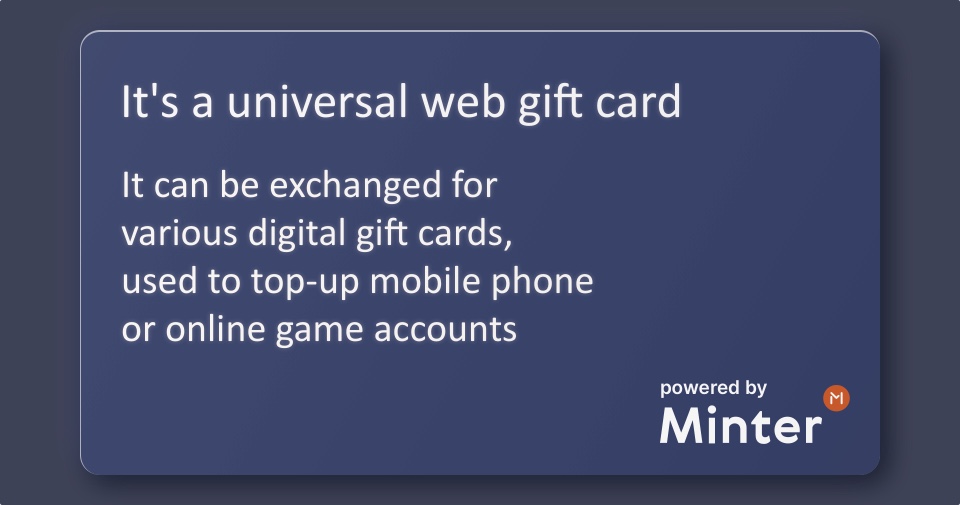 It's a universal web gift card
It can be exchanged for
various digital gift cards,
used to top-up mobile phone
or online game accounts
powered by
Minter
M